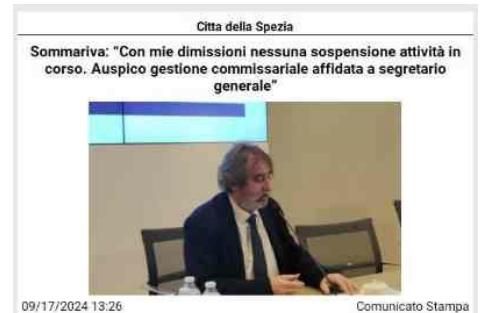 Citta della Spezia
Sommariva: “Con mie dimissioni nessuna sospensione attività in
corso. Auspico gestione commissariale affidata a segretario
generale”
09/17/2024 13:26
Comunicato Stampa